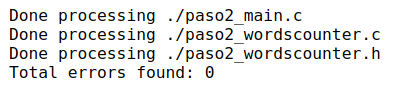 Done processing ./paso2_main.c
Done processing ./paso2_wordscounter.c
Done processing ./paso2_wordscounter.h
Total errors found: 0